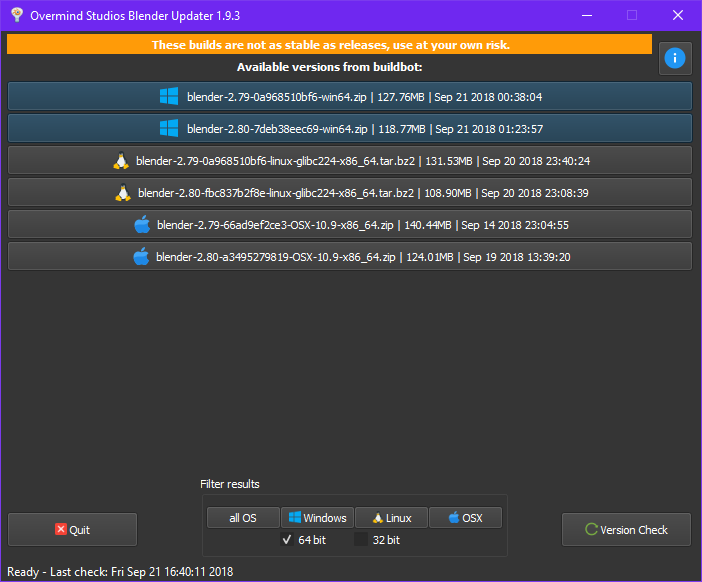 Overmind Studios Blender Updater 1.9.3
These builds are not as stable as releases, use at your own risk.
Available versions from buildbot:
blender-2.79-0a968510bf6-win64.zip | 127.76MB | Sep 21 2018 00:38:04
blender-2.80-7deb38eec69-win64.zip | 118.77MB | Sep 21 2018 01:23:57
blender-2.79-0a968510bf6-linux-glibc224-x86_64.tar.bz2 | 131.53MB | Sep 20 2018 23:40:24
blender-2.80-fbc837b2f8e-linux-glibc224-x86_64.tar.bz2 | 108.90MB | Sep 20 2018 23:08:39
blender-2.79-66ad9ef2ce3-OSX-10.9-x86_64.zip | 140.44MB | Sep 14 2018 23:04:55
blender-2.80-a3495279819-OSX-10.9-x86_64.zip | 124.01MB | Sep 19 2018 13:39:20
Filter results
all OS Windows Linux OSX
64 bit 32 bit
Quit
Version Check
Ready - Last check: Fri Sep 21 16:40:11 2018